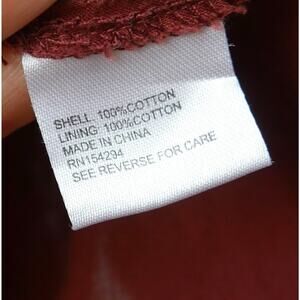 SHELL: 100%COTTON
LINING: 100%COTTON
MADE IN CHINA
RN154294
SEE REVERSE FOR CARE